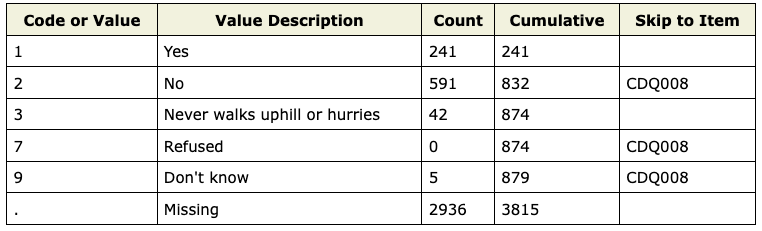 Code or Value Value Description Count Cumulative Skip to Item
1 Yes 241 241
2 No 591 832 CDQ008
3 Never walks uphill or hurries 42 874
7 Refused 0 874 CDQ008
9 Don't know 5 879 CDQ008
. Missing 2936 3815